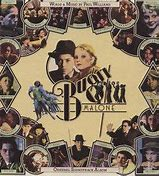 WORDS & MUSIC BY PAUL WILLIAMS
BUGSY
MALONE
ORIGINAL SOUNDTRACK ALBUM